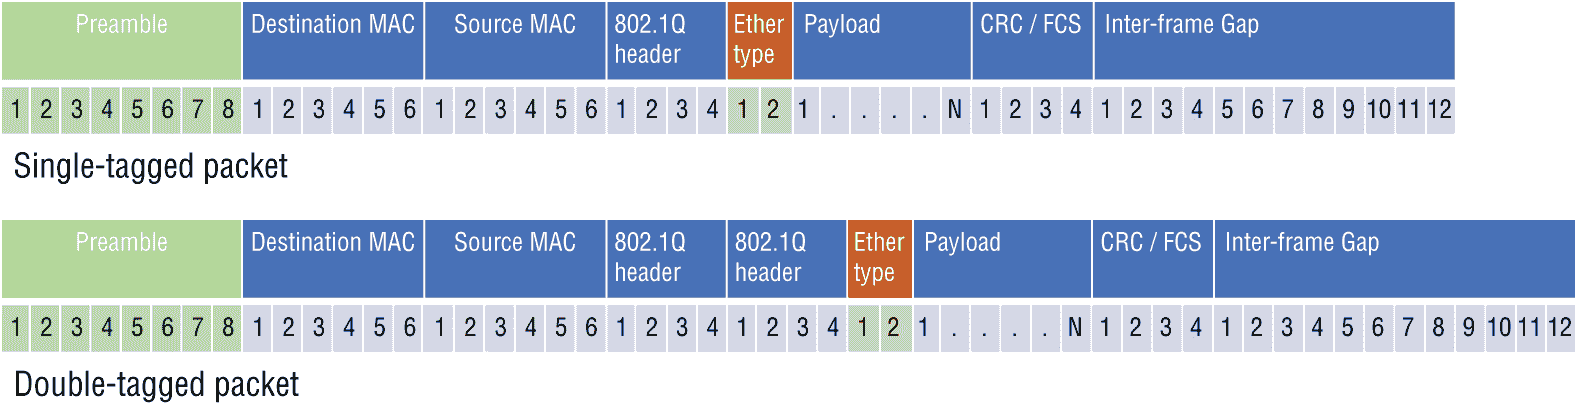 Preamble Destination MAC Source MAC 802.1Q header Ether type Payload CRC / FCS Inter-frame Gap
1 2 3 4 5 6 7 8 1 2 3 4 5 6 1 2 3 4 5 6 1 2 3 4 1 2 1 . . . . N 1 2 3 4 1 2 3 4 5 6 7 8 9 10 11 12
Single-tagged packet
Preamble Destination MAC Source MAC 802.1Q header 802.1Q header Ether type Payload CRC / FCS Inter-frame Gap
1 2 3 4 5 6 7 8 1 2 3 4 5 6 1 2 3 4 5 6 1 2 3 4 1 2 3 4 1 2 1 . . . . N 1 2 3 4 1 2 3 4 5 6 7 8 9 10 11 12
Double-tagged packet